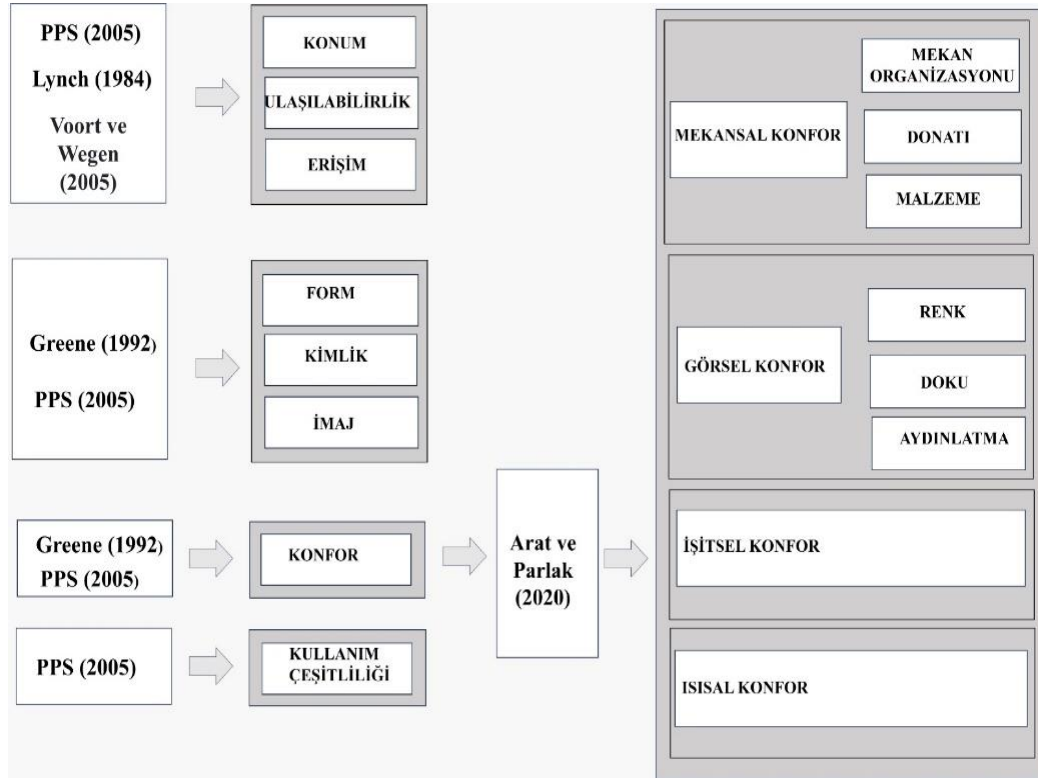 PPS (2005)
Lynch (1984)
Voort ve
Wegen
(2005)
KONUM
ULAŞILABİLİRLİK
ERİŞİM
Greene (1992)
PPS (2005)
FORM
KİMLİK
İMAJ
Greene (1992)
PPS (2005)
KONFOR
PPS (2005)
KULLANIM
ÇEŞİTLİLİĞİ
Arat ve
Parlak
(2020)
MEKANSAL KONFOR
MEKAN
ORGANIZASYONU
DONATI
MALZEME
GÖRSEL KONFOR
RENK
DOKU
AYDINLATMA
İŞİTSEL KONFOR
ISISAL KONFOR